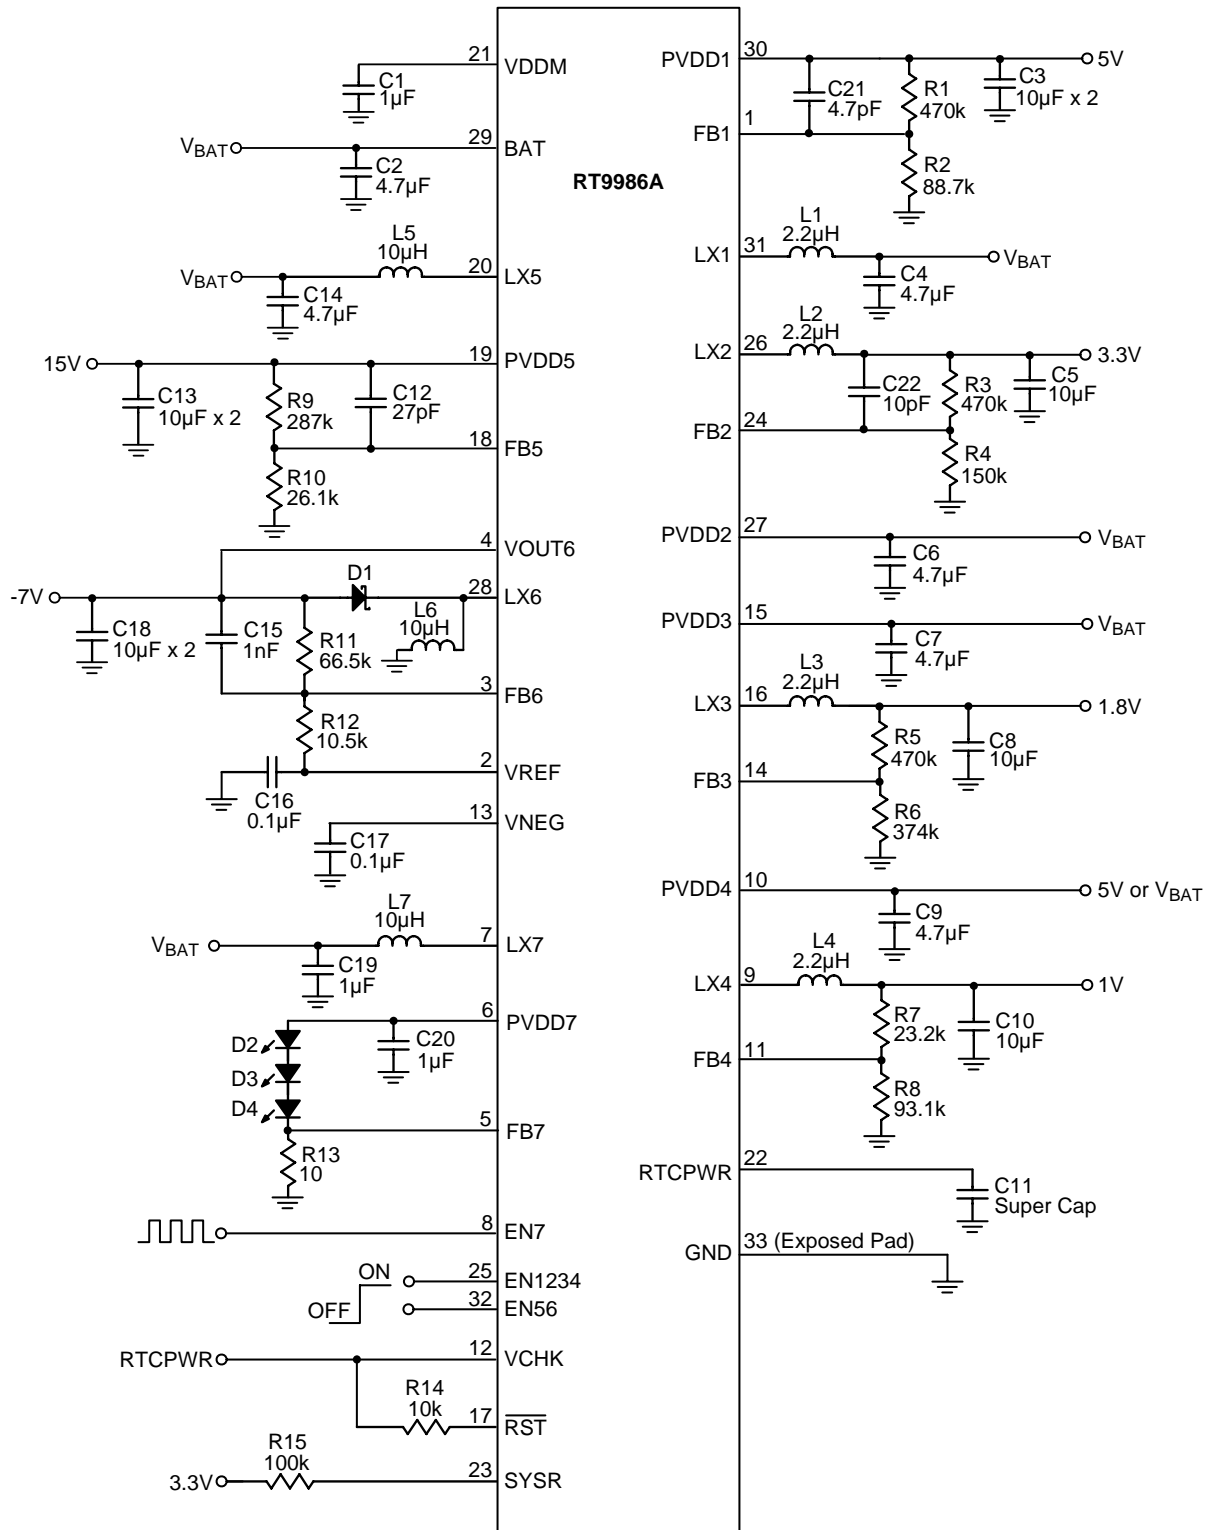 RT9986A
21 VDDM
C1
1µF
V_BAT 29 BAT
C2
4.7µF
L5
10µH
V_BAT 20 LX5
C14
4.7µF
15V 19 PVDD5
C13
10µF x 2
R9
287k
C12
27pF
18 FB5
R10
26.1k
4 VOUT6
D1
-7V 28 LX6
L6
10µH
C18
10µF x 2
C15
1nF
R11
66.5k
3 FB6
R12
10.5k
2 VREF
C16
0.1µF
13 VNEG
C17
0.1µF
L7
10µH
V_BAT 7 LX7
C19
1µF
6 PVDD7
C20
1µF
D2
D3
D4
5 FB7
R13
10
8 EN7
ON
25 EN1234
OFF
32 EN56
RTCPWR 12 VCHK
R14
10k
17 RST
R15
100k
3.3V 23 SYSR
PVDD1 30 5V
C21
4.7pF
R1
470k
C3
10µF x 2
FB1 1
R2
88.7k
L1
2.2µH
LX1 31 V_BAT
C4
4.7µF
L2
2.2µH
LX2 26 3.3V
C22
10pF
R3
470k
C5
10µF
FB2 24
R4
150k
PVDD2 27 V_BAT
C6
4.7µF
PVDD3 15 V_BAT
C7
4.7µF
L3
2.2µH
LX3 16 1.8V
R5
470k
C8
10µF
FB3 14
R6
374k
PVDD4 10 5V or V_BAT
C9
4.7µF
L4
2.2µH
LX4 9 1V
R7
23.2k
C10
10µF
FB4 11
R8
93.1k
RTCPWR 22
C11
Super Cap
GND 33 (Exposed Pad)